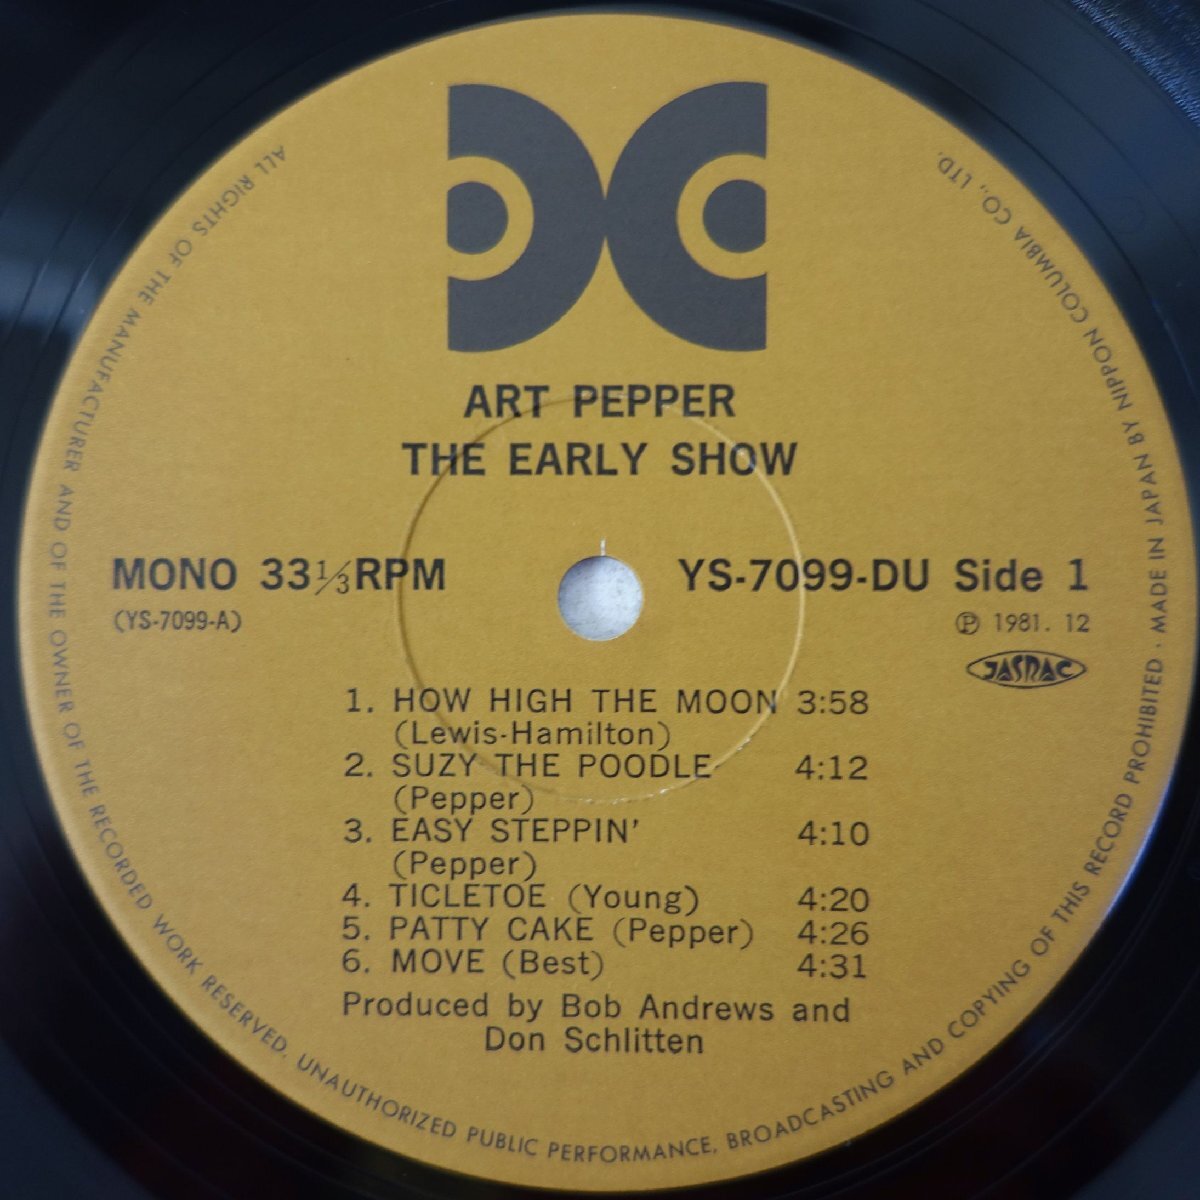 ART PEPPER
THE EARLY SHOW
MONO 33 1/3 RPM
(YS-7099-A)
YS-7099-DU Side 1
Ⓟ 1981. 12
JASRAC
1. HOW HIGH THE MOON 3:58
(Lewis-Hamilton)
2. SUZY THE POODLE 4:12
(Pepper)
3. EASY STEPPIN' 4:10
(Pepper)
4. TICLETOE (Young) 4:20
5. PATTY CAKE (Pepper) 4:26
6. MOVE (Best) 4:31
Produced by Bob Andrews and
Don Schlitten
ALL RIGHTS OF THE MANUFACTURER AND OF THE OWNER OF THE RECORDED WORK RESERVED. UNAUTHORIZED PUBLIC PERFORMANCE, BROADCASTING AND COPYING OF THIS RECORD PROHIBITED · MADE IN JAPAN BY NIPPON COLUMBIA CO., LTD.